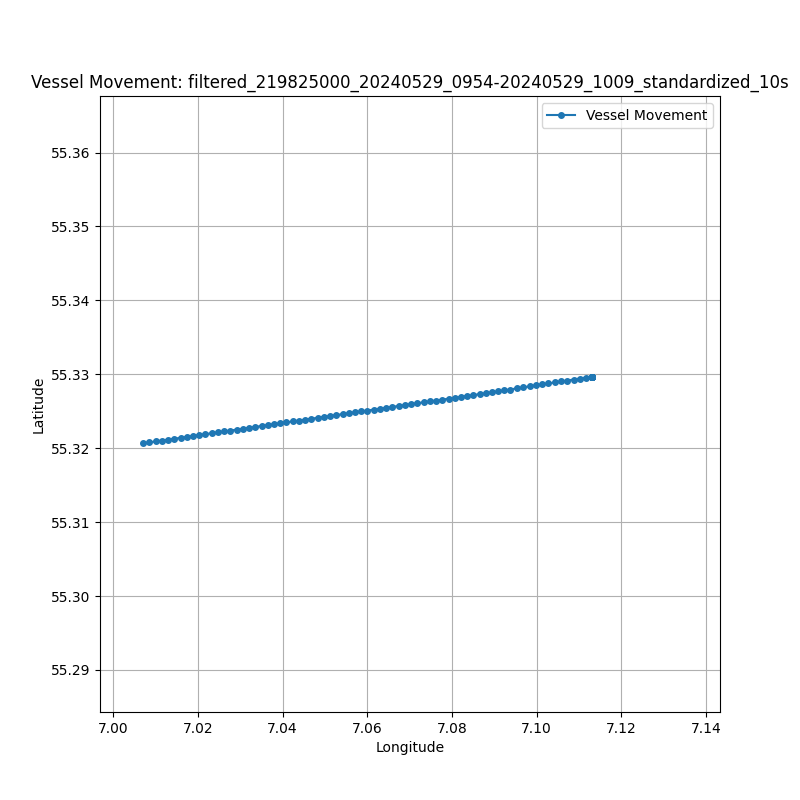 Vessel Movement: filtered_219825000_20240529_0954-20240529_1009_standardized_10s
Vessel Movement
55.36
55.35
55.34
55.33
55.32
55.31
55.30
55.29
Latitude
7.00 7.02 7.04 7.06 7.08 7.10 7.12 7.14
Longitude